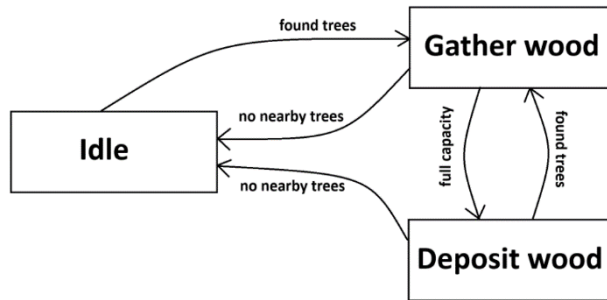 found trees
Gather wood
no nearby trees
Idle
full capacity
found trees
no nearby trees
Deposit wood